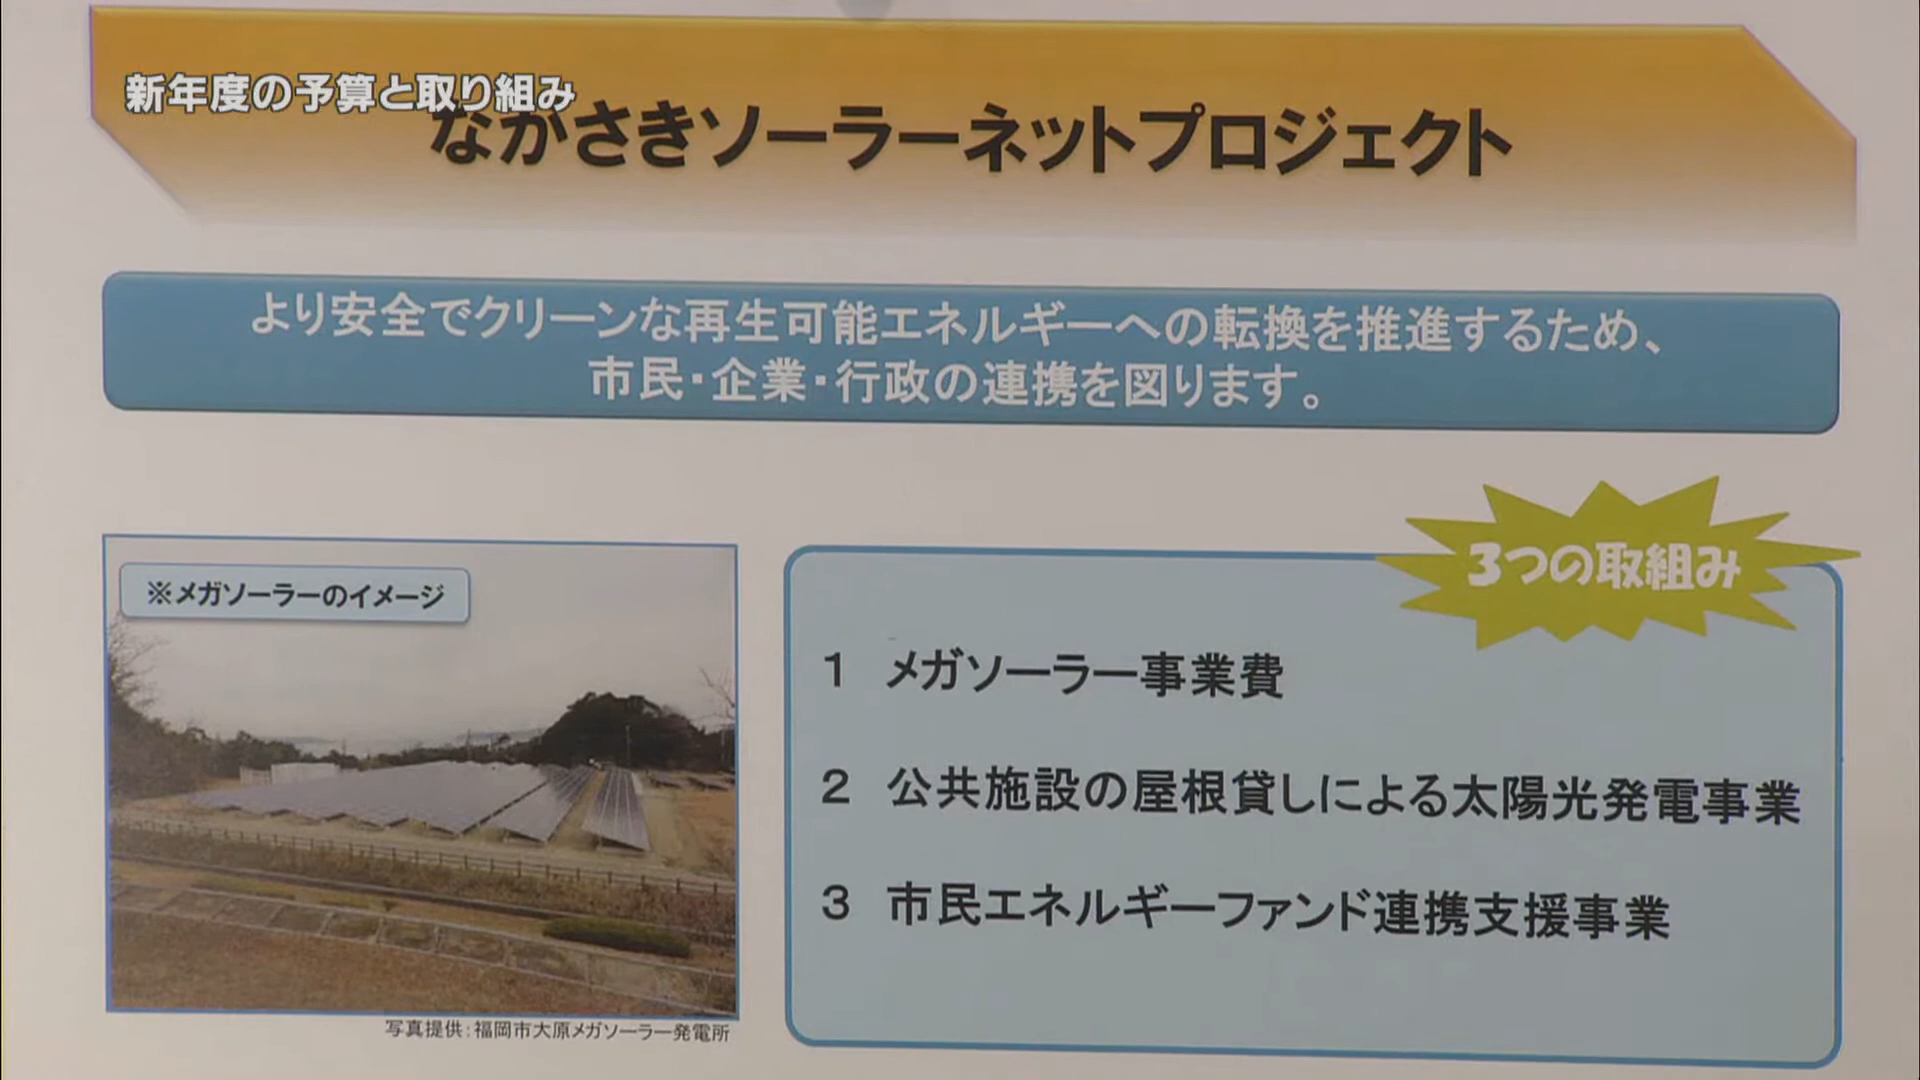 新年度の予算と取り組み
ながさきソーラーネットプロジェクト
より安全でクリーンな再生可能エネルギーへの転換を推進するため、
市民・企業・行政の連携を図ります。
※メガソーラーのイメージ
写真提供:福岡市大原メガソーラー発電所
3つの取組み
1 メガソーラー事業費
2 公共施設の屋根貸しによる太陽光発電事業
3 市民エネルギーファンド連携支援事業